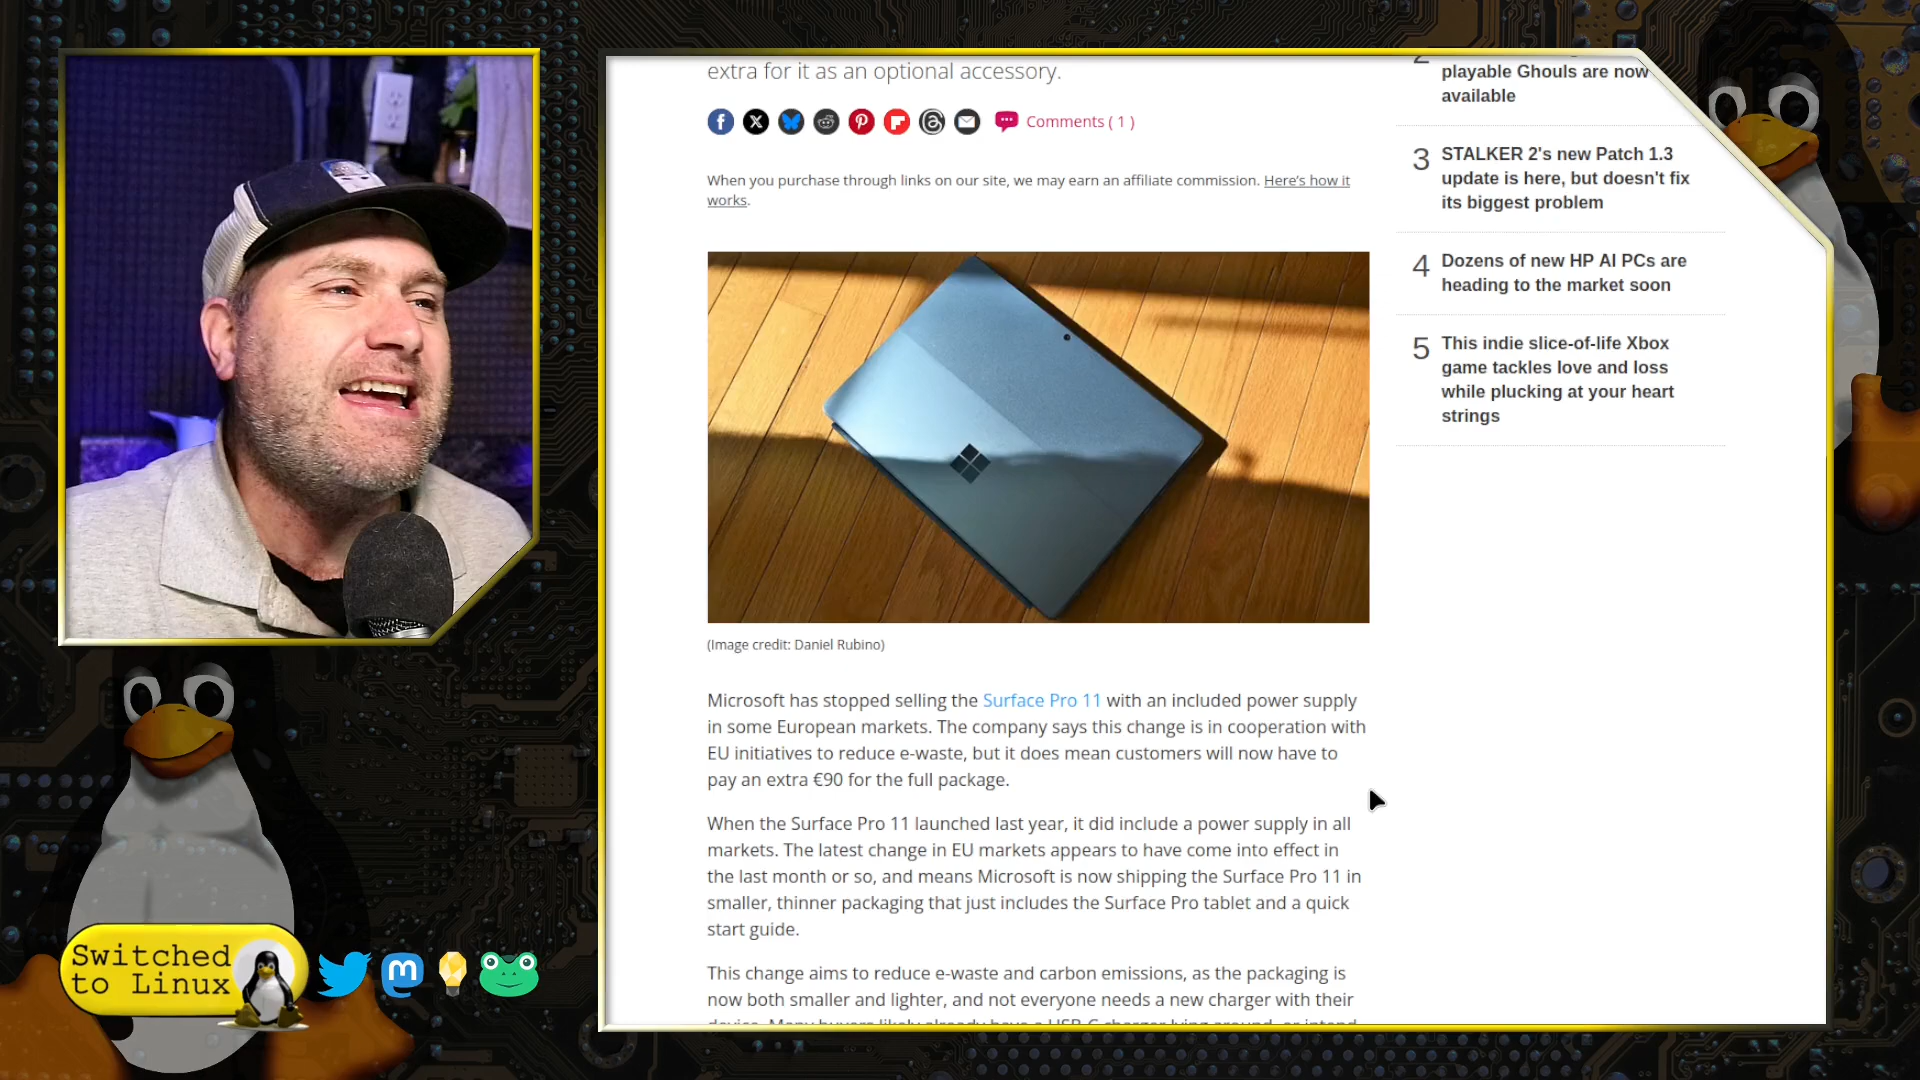 extra for it as an optional accessory.
Comments ( 1 )
When you purchase through links on our site, we may earn an affiliate commission. Here's how it
works.
(Image credit: Daniel Rubino)
Microsoft has stopped selling the Surface Pro 11 with an included power supply
in some European markets. The company says this change is in cooperation with
EU initiatives to reduce e-waste, but it does mean customers will now have to
pay an extra €90 for the full package.
When the Surface Pro 11 launched last year, it did include a power supply in all
markets. The latest change in EU markets appears to have come into effect in
the last month or so, and means Microsoft is now shipping the Surface Pro 11 in
smaller, thinner packaging that just includes the Surface Pro tablet and a quick
start guide.
This change aims to reduce e-waste and carbon emissions, as the packaging is
now both smaller and lighter, and not everyone needs a new charger with their
playable Ghouls are now
available
3
STALKER 2's new Patch 1.3
update is here, but doesn't fix
its biggest problem
4
Dozens of new HP AI PCs are
heading to the market soon
5
This indie slice-of-life Xbox
game tackles love and loss
while plucking at your heart
strings
Switched
to Linux